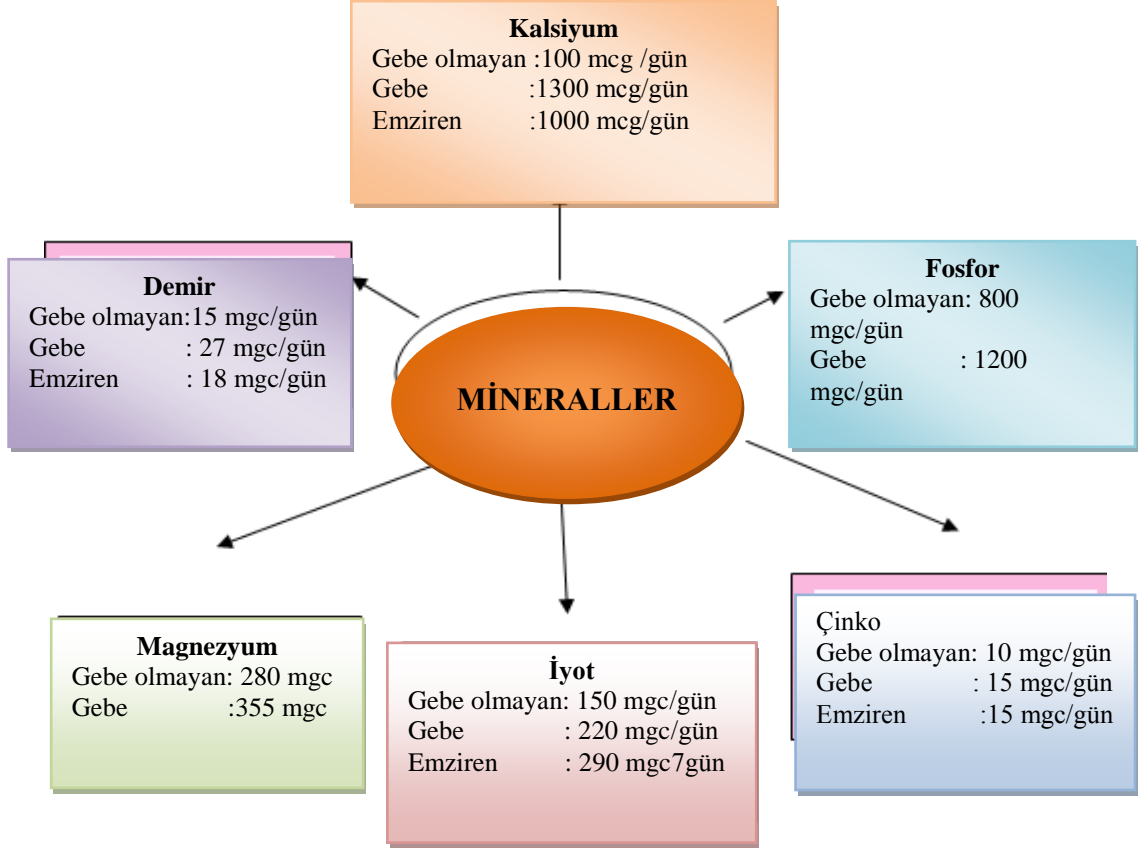 Kalsiyum
Gebe olmayan :100 mcg /gün
Gebe :1300 mcg/gün
Emziren :1000 mcg/gün
Demir
Gebe olmayan:15 mgc/gün
Gebe : 27 mgc/gün
Emziren : 18 mgc/gün
Fosfor
Gebe olmayan: 800
mgc/gün
Gebe : 1200
mgc/gün
MİNERALLER
Magnezyum
Gebe olmayan: 280 mgc
Gebe :355 mgc
İyot
Gebe olmayan: 150 mgc/gün
Gebe : 220 mgc/gün
Emziren : 290 mgc7gün
Çinko
Gebe olmayan: 10 mgc/gün
Gebe : 15 mgc/gün
Emziren :15 mgc/gün